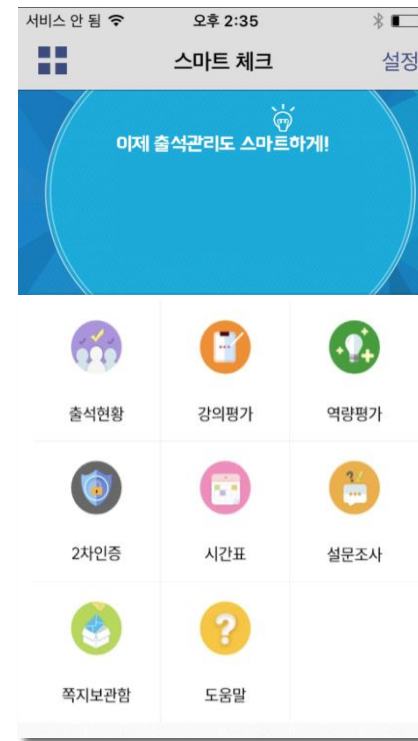 서비스 안 됨 오후 2:35
스마트 체크 설정
이제 출석관리도 스마트하게!
출석현황 강의평가 역량평가
2차인증 시간표 설문조사
쪽지보관함 도움말